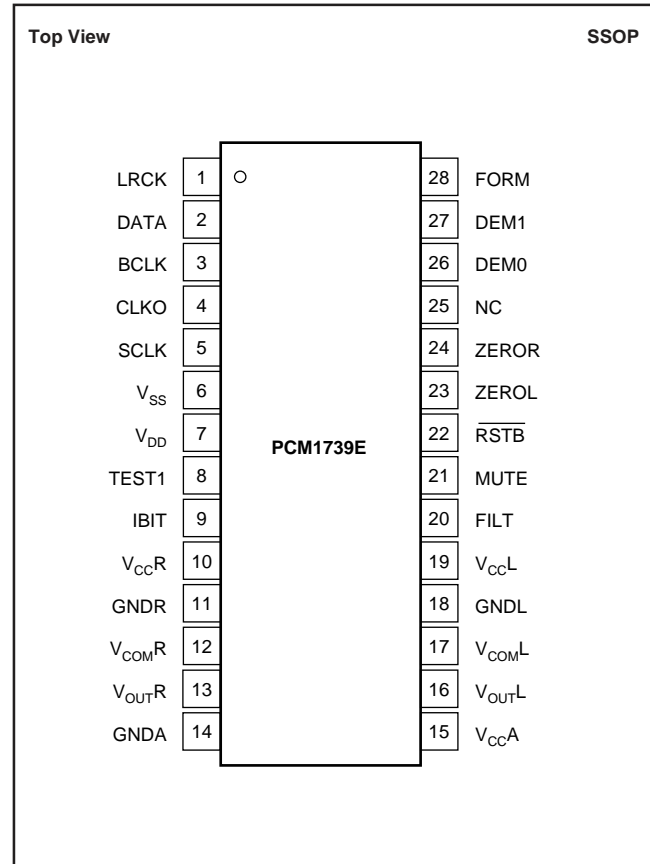 Top View SSOP
LRCK 1 28 FORM
DATA 2 27 DEM1
BCLK 3 26 DEM0
CLKO 4 25 NC
SCLK 5 24 ZEROR
VSS 6 23 ZEROL
VDD 7 22 RSTB
PCM1739E
TEST1 8 21 MUTE
IBIT 9 20 FILT
VCCR 10 19 VCCL
GNDR 11 18 GNDL
VCOMR 12 17 VCOML
VOUTR 13 16 VOUTL
GNDA 14 15 VCCA